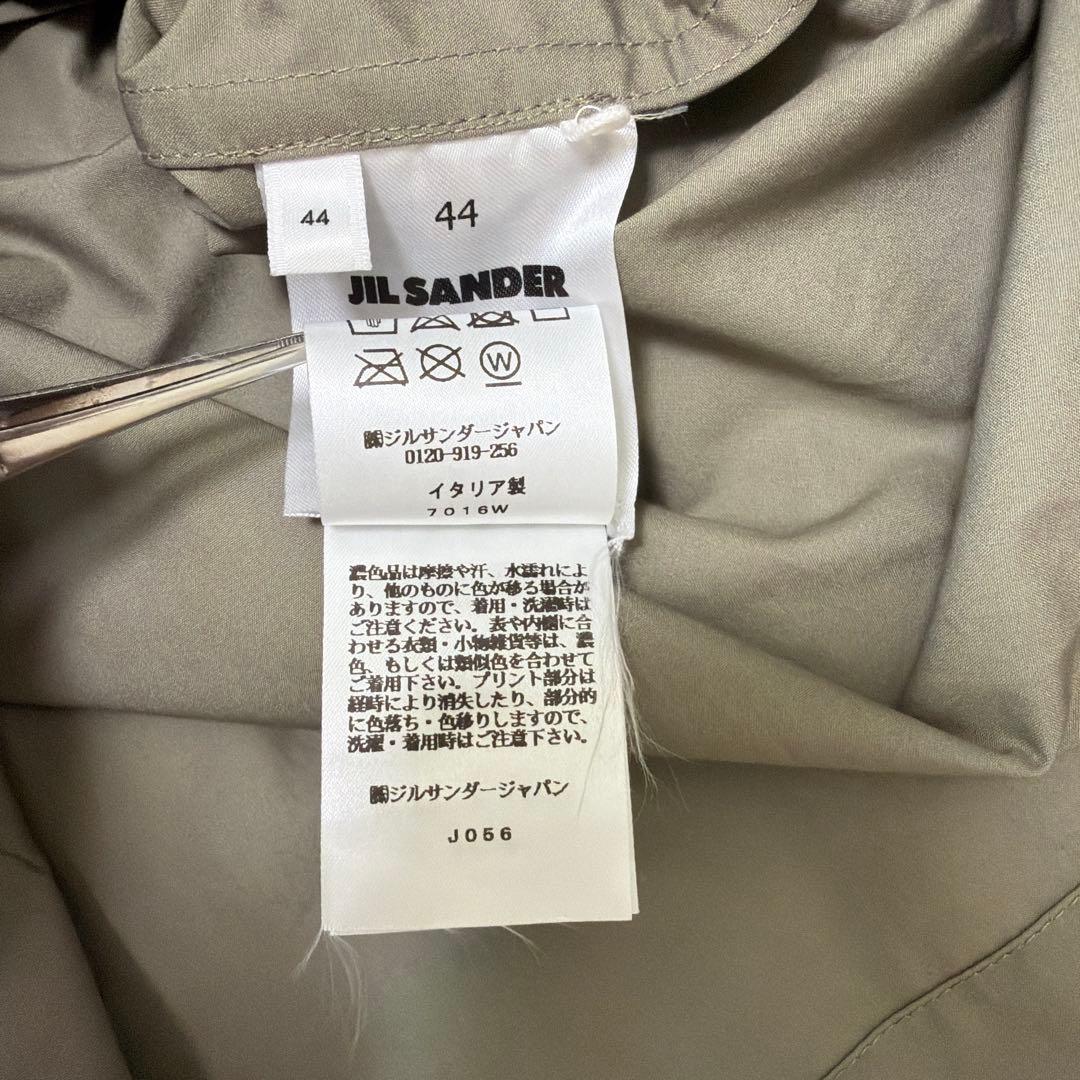 44
44
JIL SANDER
W
㈱ジルサンダージャパン
0120-919-256
イタリア製
7016W
濃色品は摩擦や汗、水濡れによ
り、他のものに色が移る場合が
ありますので、着用・洗濯時は
ご注意ください。表や内側に合
わせる衣類・小物雑貨等は、濃
色、もしくは類似色を合わせて
ご着用下さい。プリント部分は
経時により消失したり、部分的
に色落ち・色移りしますので、
洗濯・着用時はご注意下さい。
㈱ジルサンダージャパン
J056